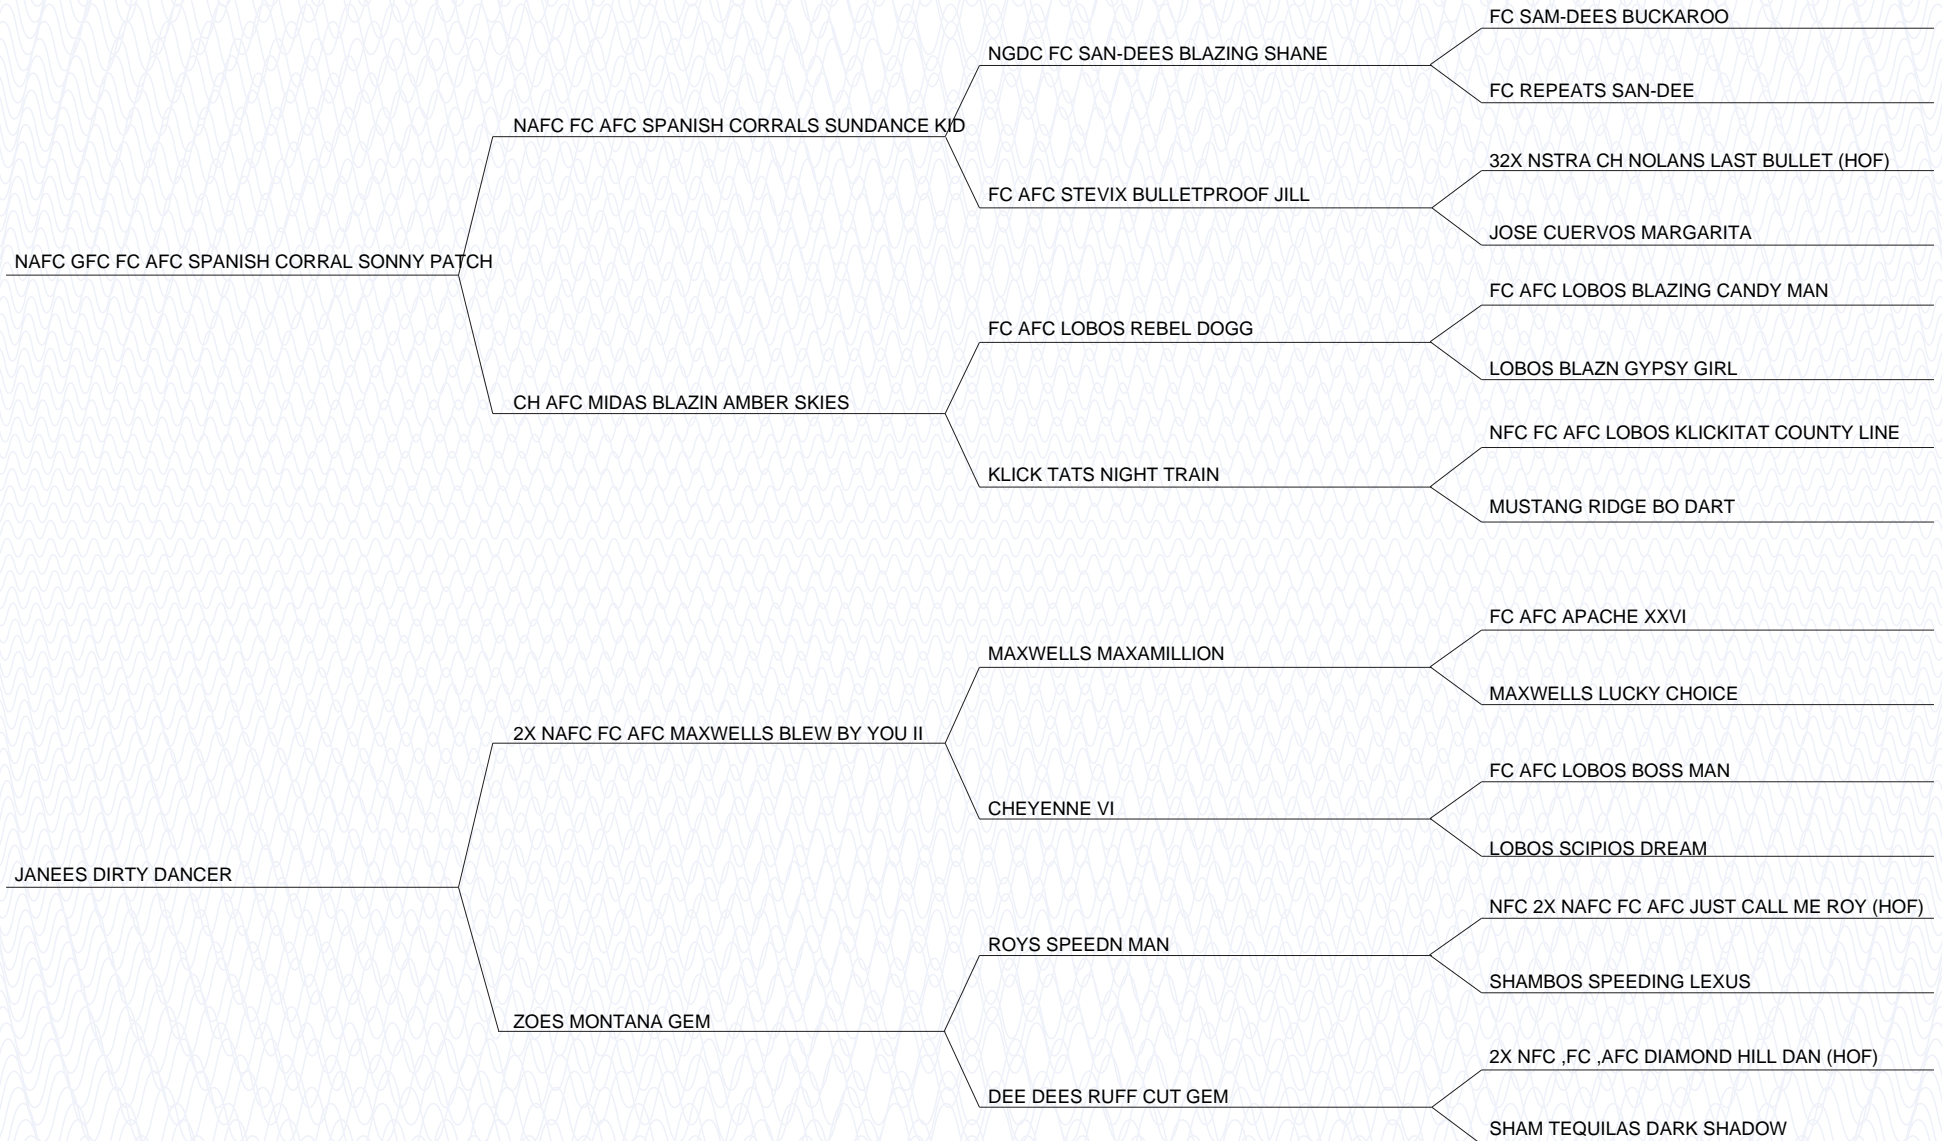 FC SAM-DEES BUCKAROO
NGDC FC SAN-DEES BLAZING SHANE
FC REPEATS SAN-DEE
NAFC FC AFC SPANISH CORRALS SUNDANCE KID
32X NSTRA CH NOLANS LAST BULLET (HOF)
FC AFC STEVIX BULLETPROOF JILL
JOSE CUERVOS MARGARITA
NAFC GFC FC AFC SPANISH CORRAL SONNY PATCH
FC AFC LOBOS BLAZING CANDY MAN
FC AFC LOBOS REBEL DOGG
LOBOS BLAZN GYPSY GIRL
CH AFC MIDAS BLAZIN AMBER SKIES
NFC FC AFC LOBOS KLICKITAT COUNTY LINE
KLICK TATS NIGHT TRAIN
MUSTANG RIDGE BO DART
FC AFC APACHE XXVI
MAXWELLS MAXAMILLION
MAXWELLS LUCKY CHOICE
2X NAFC FC AFC MAXWELLS BLEW BY YOU II
FC AFC LOBOS BOSS MAN
CHEYENNE VI
LOBOS SCIPIOS DREAM
JANEES DIRTY DANCER
NFC 2X NAFC FC AFC JUST CALL ME ROY (HOF)
ROYS SPEEDN MAN
SHAMBOS SPEEDING LEXUS
ZOES MONTANA GEM
2X NFC ,FC ,AFC DIAMOND HILL DAN (HOF)
DEE DEES RUFF CUT GEM
SHAM TEQUILAS DARK SHADOW